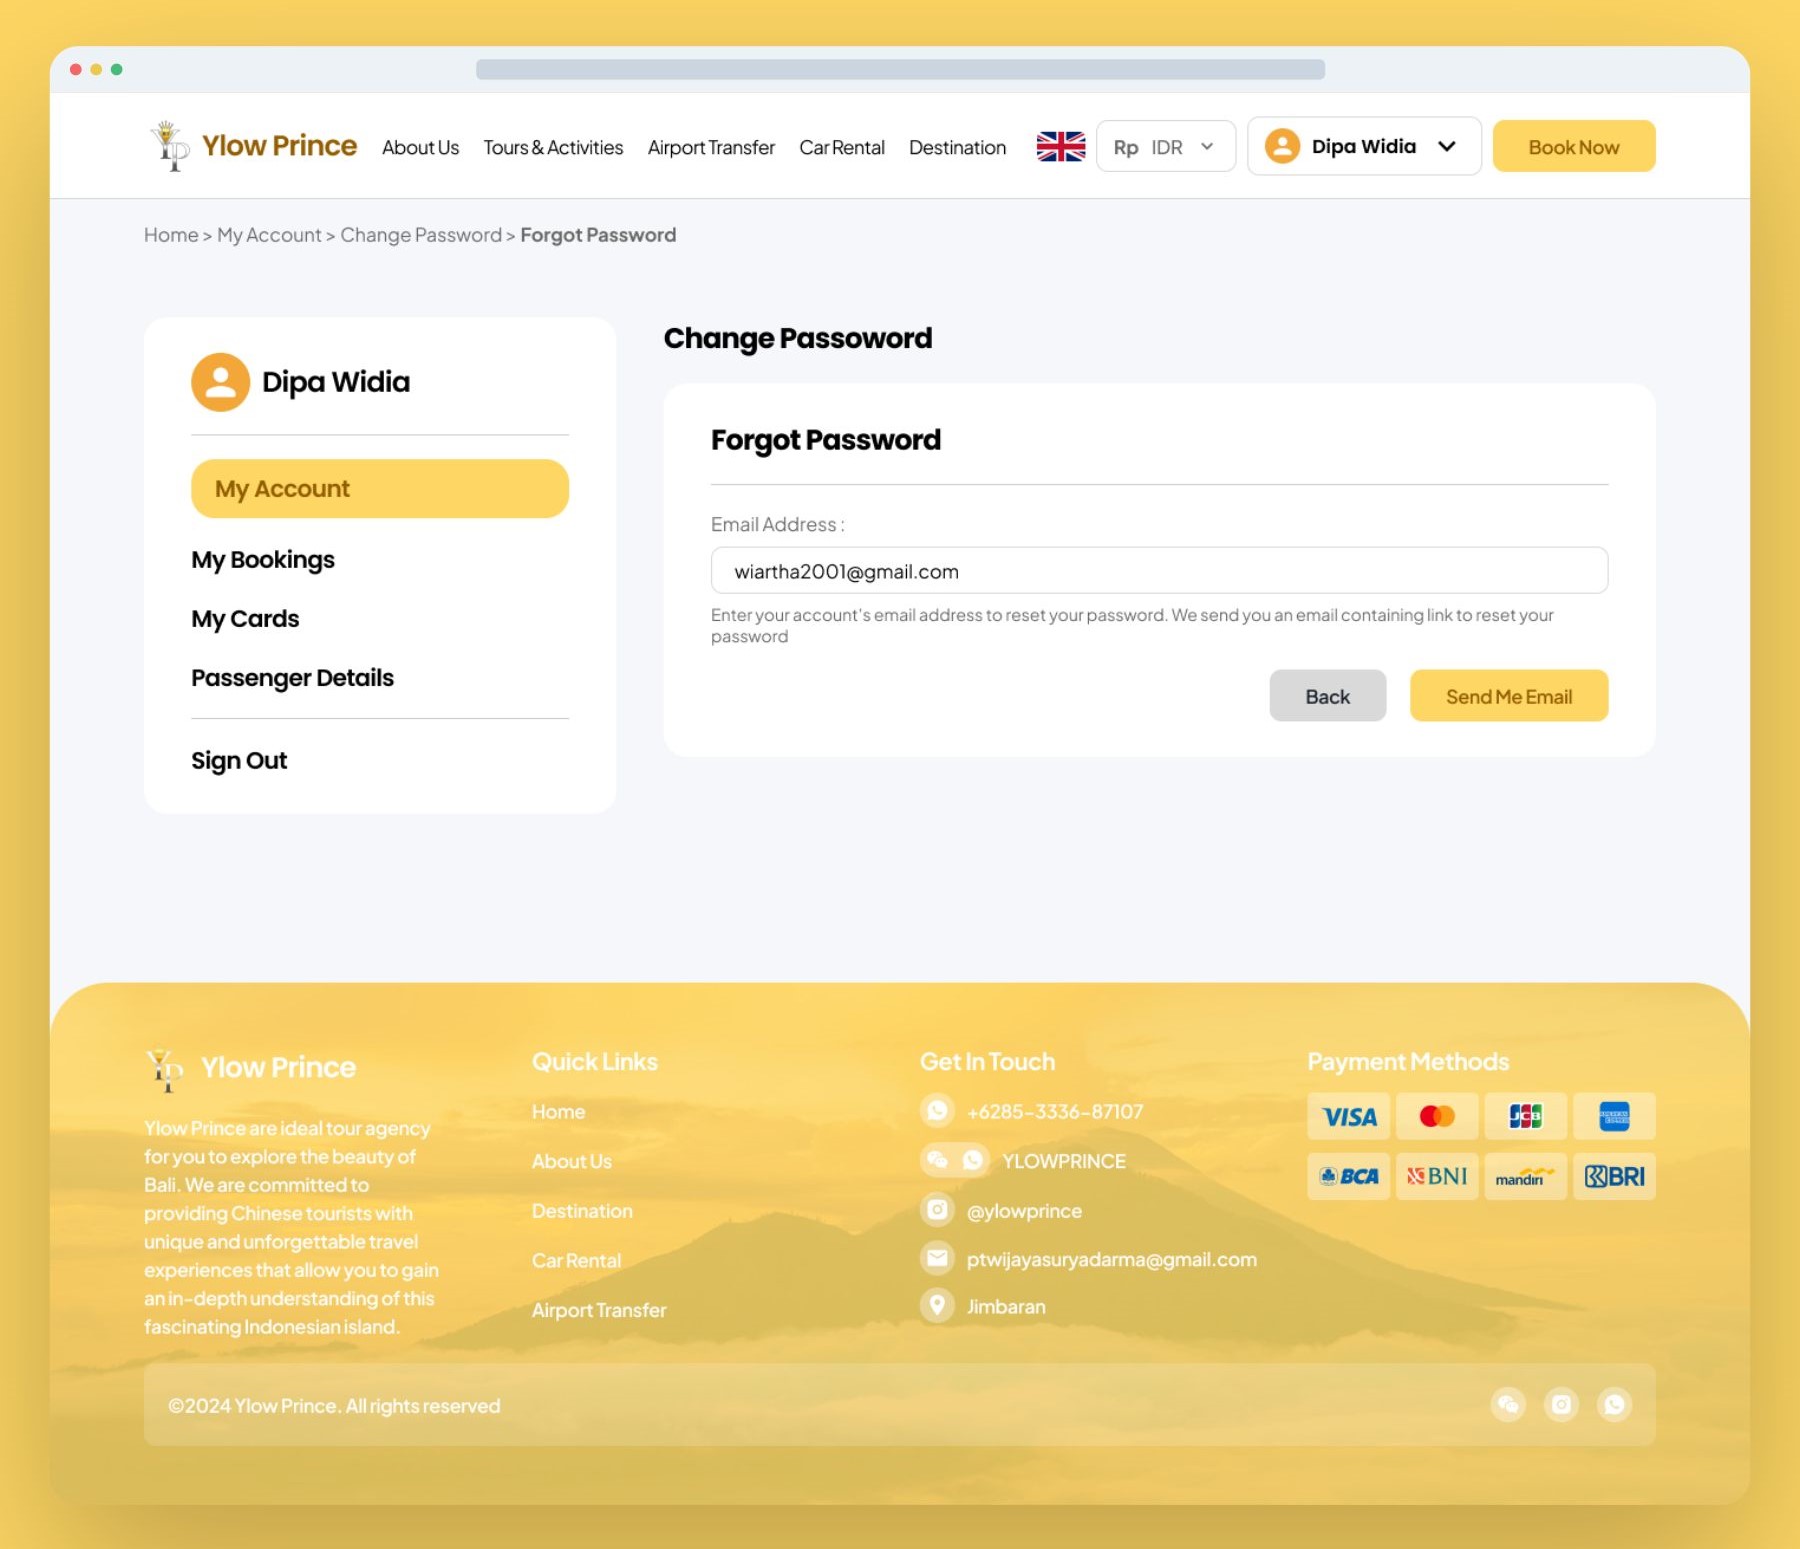 Ylow Prince
About Us
Tours & Activities
Airport Transfer
Car Rental
Destination
Rp IDR
Dipa Widia
Book Now
Home > My Account > Change Password > Forgot Password
Dipa Widia
My Account
My Bookings
My Cards
Passenger Details
Sign Out
Change Passoword
Forgot Password
Email Address :
wiartha2001@gmail.com
Enter your account's email address to reset your password. We send you an email containing link to reset your
password
Back
Send Me Email
Ylow Prince
Ylow Prince are ideal tour agency
for you to explore the beauty of
Bali. We are committed to
providing Chinese tourists with
unique and unforgettable travel
experiences that allow you to gain
an in-depth understanding of this
fascinating Indonesian island.
Quick Links
Home
About Us
Destination
Car Rental
Airport Transfer
Get In Touch
+6285-3336-87107
YLOWPRINCE
@ylowprince
ptwijayasuryadarma@gmail.com
Jimbaran
Payment Methods
VISA
JCB
AMERICAN EXPRESS
BCA
BNI
mandiri
BRI
©2024 Ylow Prince. All rights reserved